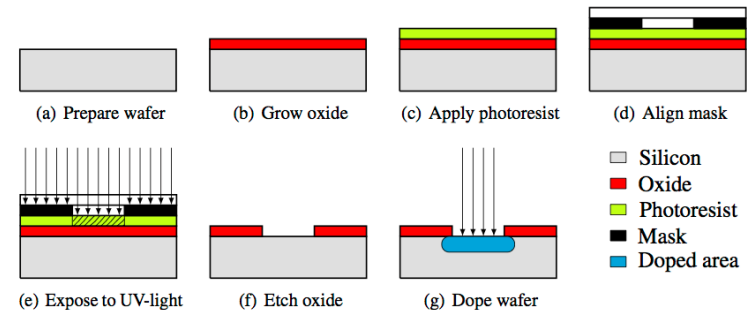 (a) Prepare wafer
(b) Grow oxide
(c) Apply photoresist
(d) Align mask
Silicon
Oxide
Photoresist
Mask
Doped area
(e) Expose to UV-light
(f) Etch oxide
(g) Dope wafer